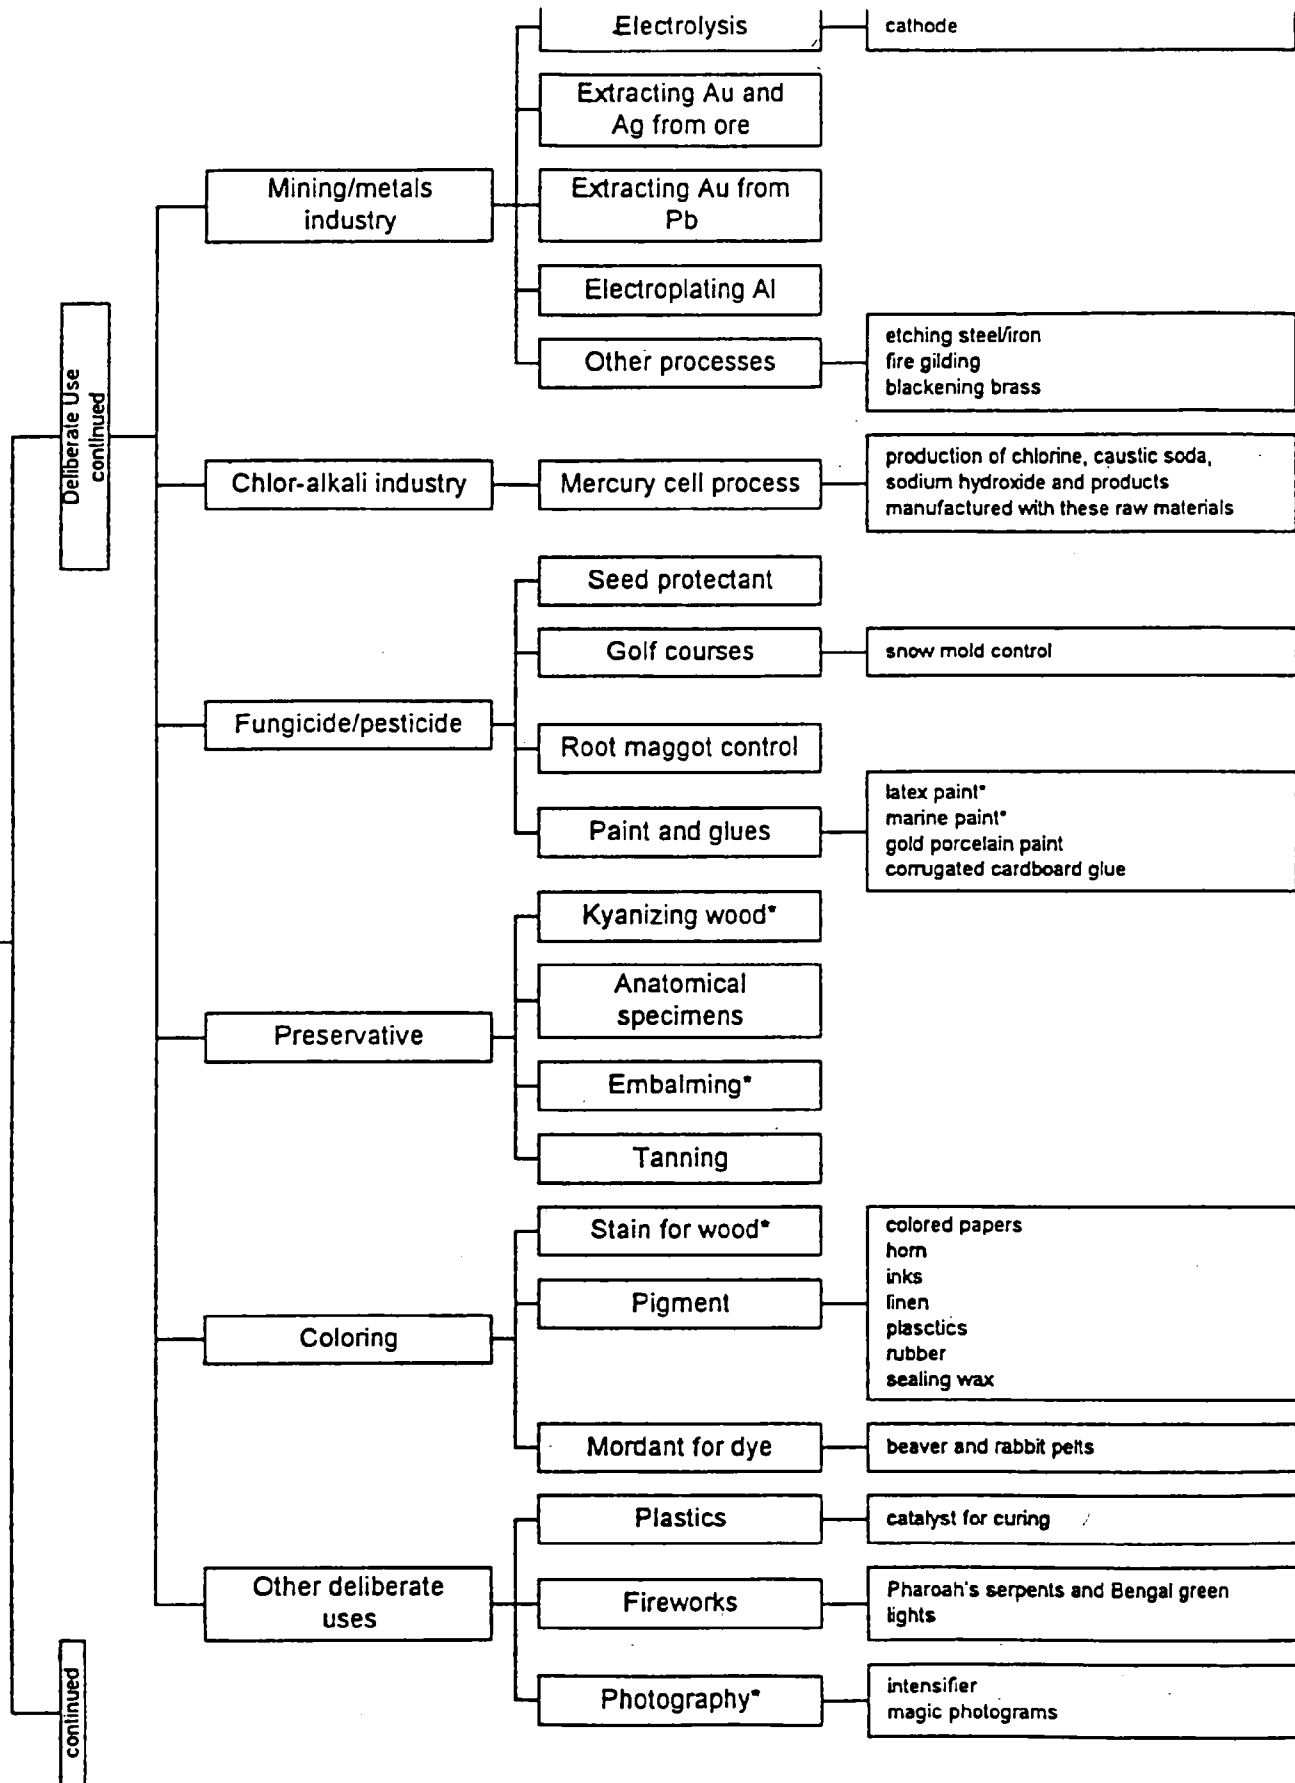 Electrolysis
cathode
Extracting Au and
Ag from ore
Mining/metals
industry
Extracting Au from
Pb
Electroplating Al
Other processes
etching steel/iron
fire gilding
blackening brass
Deliberate Use
continued
Chlor-alkali industry
Mercury cell process
production of chlorine, caustic soda,
sodium hydroxide and products
manufactured with these raw materials
Seed protectant
Golf courses
snow mold control
Fungicide/pesticide
Root maggot control
Paint and glues
latex paint*
marine paint*
gold porcelain paint
corrugated cardboard glue
Kyanizing wood*
Anatomical
specimens
Preservative
Embalming*
Tanning
Stain for wood*
Pigment
colored papers
horn
inks
linen
plasctics
rubber
sealing wax
Coloring
Mordant for dye
beaver and rabbit pelts
Plastics
catalyst for curing
Other deliberate
uses
Fireworks
Pharoah's serpents and Bengal green
lights
Photography*
intensifier
magic photograms
continued